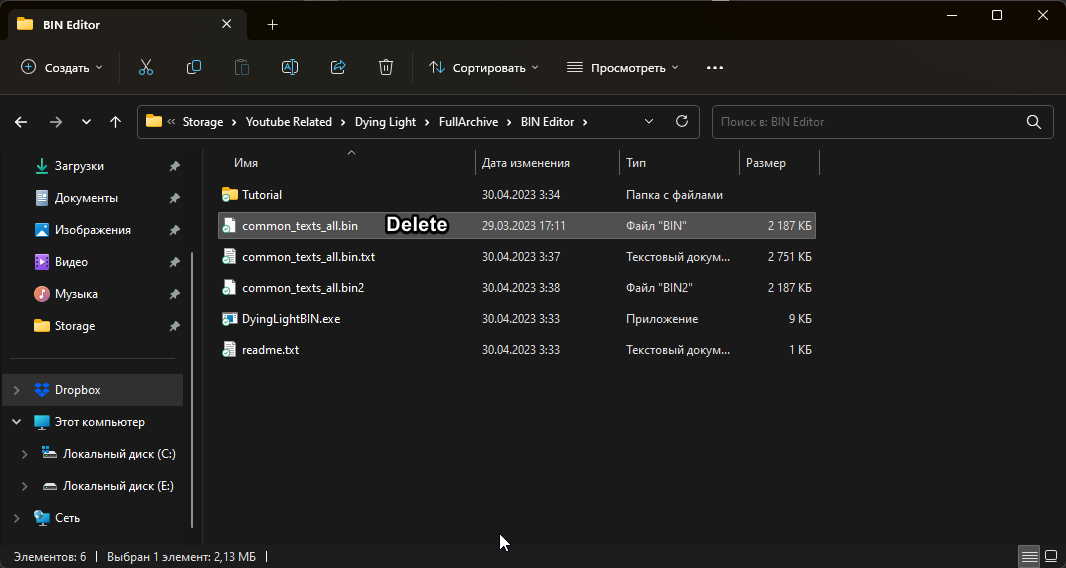 BIN Editor
Создать
Сортировать
Просмотреть
Storage
Youtube Related
Dying Light
FullArchive
BIN Editor
Поиск в: BIN Editor
Загрузки
Документы
Изображения
Видео
Музыка
Storage
Dropbox
Этот компьютер
Локальный диск (C:)
Локальный диск (E:)
Сеть
Имя Дата изменения Тип Размер
Tutorial 30.04.2023 3:34 Папка с файлами
common_texts_all.bin Delete 29.03.2023 17:11 Файл "BIN" 2 187 КБ
common_texts_all.bin.txt 30.04.2023 3:37 Текстовый докум... 2 751 КБ
common_texts_all.bin2 30.04.2023 3:38 Файл "BIN2" 2 187 КБ
DyingLightBIN.exe 30.04.2023 3:33 Приложение 9 КБ
readme.txt 30.04.2023 3:33 Текстовый докум... 1 КБ
Элементов: 6 Выбран 1 элемент: 2,13 МБ